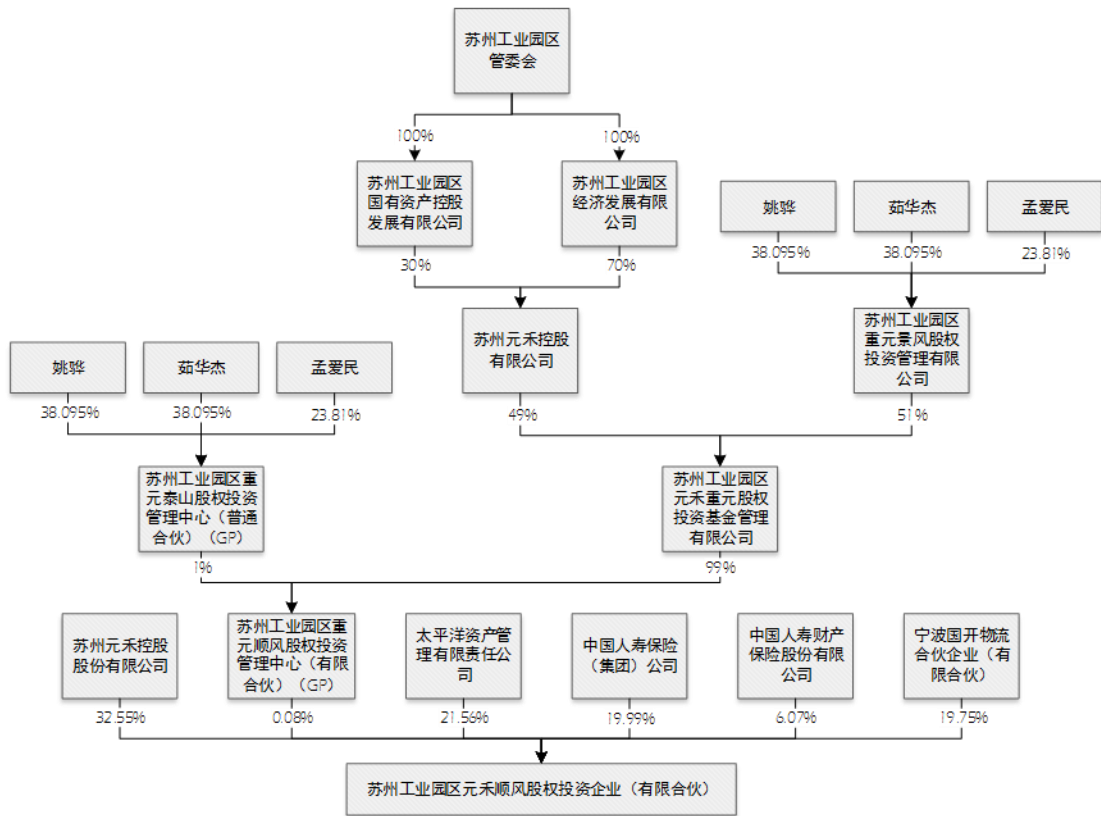 苏州工业园区
管委会
100%
100%
苏州工业园区
国有资产控股
发展有限公司
苏州工业园区
经济发展有限
公司
姚骅
茹华杰
孟爱民
30%
70%
38.095%
38.095%
23.81%
苏州元禾控股
有限公司
苏州工业园区
重元景风股权
投资管理有限
公司
姚骅
茹华杰
孟爱民
38.095%
38.095%
23.81%
49%
51%
苏州工业园区重
元泰山股权投资
管理中心（普通
合伙）（GP）
苏州工业园区
元禾重元股权
投资基金管理
有限公司
1%
99%
苏州元禾控股
股份有限公司
苏州工业园区重
元顺风股权投资
管理中心（有限
合伙）（GP）
太平洋资产管
理有限责任公
司
中国人寿保险
（集团）公司
中国人寿财产
保险股份有限
公司
宁波国开物流
合伙企业（有
限合伙）
32.55%
0.08%
21.56%
19.99%
6.07%
19.75%
苏州工业园区元禾顺风股权投资企业（有限合伙）